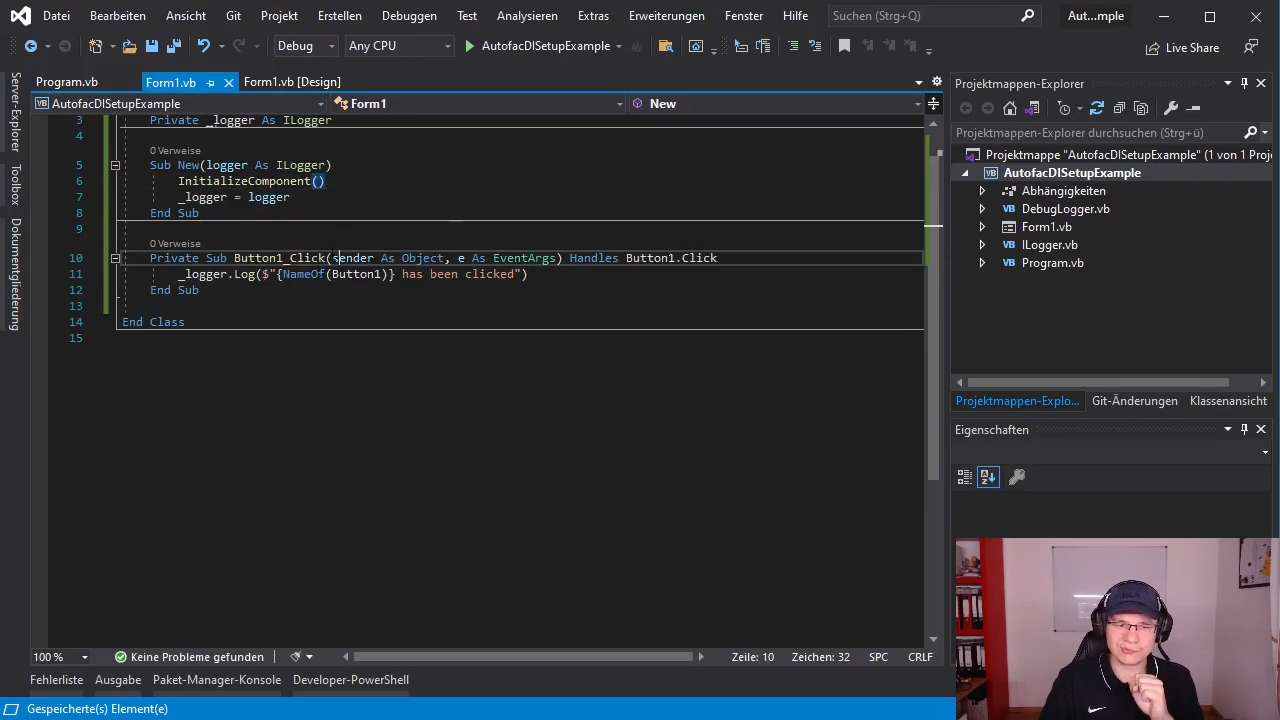 Datei Bearbeiten Ansicht Git Projekt Erstellen Debuggen Test Analysieren Extras Erweiterungen Fenster Hilfe Suchen (Strg+Q) Aut...mple
Debug Any CPU AutofacDISetupExample Live Share
Server-Explorer
Toolbox
Dokumentgliederung
Program.vb Form1.vb Form1.vb [Design]
AutofacDISetupExample Form1 New
3 Private _logger As ILogger
4
0 Verweise
5 Sub New(logger As ILogger)
6 InitializeComponent()
7 _logger = logger
8 End Sub
9
0 Verweise
10 Private Sub Button1_Click(sender As Object, e As EventArgs) Handles Button1.Click
11 _logger.Log($"{NameOf(Button1)} has been clicked")
12 End Sub
13
14 End Class
15
100 % Keine Probleme gefunden Zeile: 10 Zeichen: 32 SPC CRLF
Fehlerliste Ausgabe Paket-Manager-Konsole Developer-PowerShell
Gespeicherte(s) Element(e)
Projektmappen-Explorer
Projektmappen-Explorer durchsuchen (Strg+ü)
Projektmappe "AutofacDISetupExample" (1 von 1 Proje
AutofacDISetupExample
Abhängigkeiten
VB DebugLogger.vb
Form1.vb
VB ILogger.vb
VB Program.vb
Projektmappen-Explo... Git-Änderungen Klassenansicht
Eigenschaften